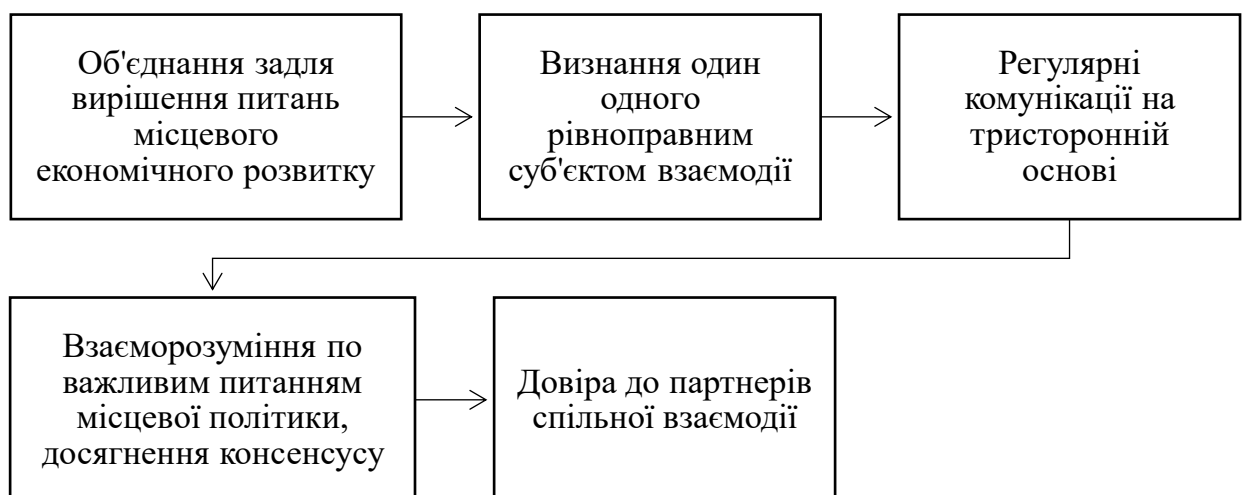 Об'єднання задля
вирішення питань
місцевого
економічного розвитку
Визнання один
одного
рівноправним
суб'єктом взаємодії
Регулярні
комунікації на
тристоронній
основі
Взаєморозуміння по
важливим питанням
місцевої політики,
досягнення консенсусу
Довіра до партнерів
спільної взаємодії